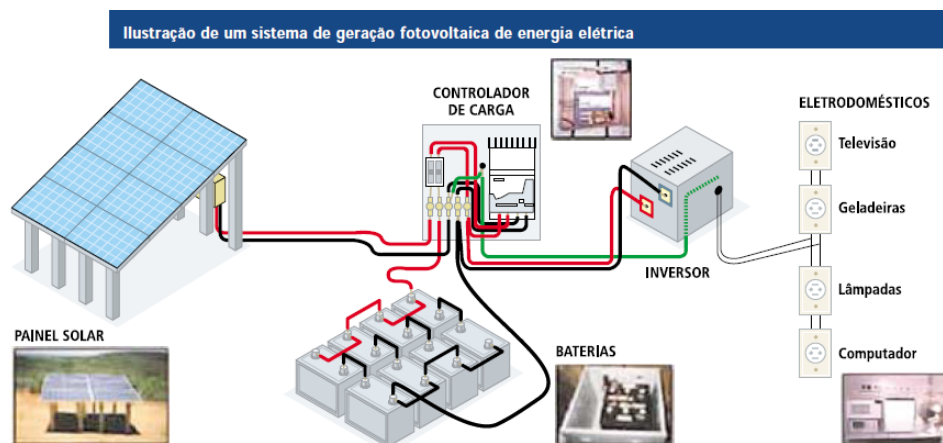 Ilustração de um sistema de geração fotovoltaica de energia elétrica
CONTROLADOR
DE CARGA
ELETRODOMÉSTICOS
Televisão
Geladeiras
INVERSOR
Lâmpadas
PAINEL SOLAR
BATERIAS
Computador